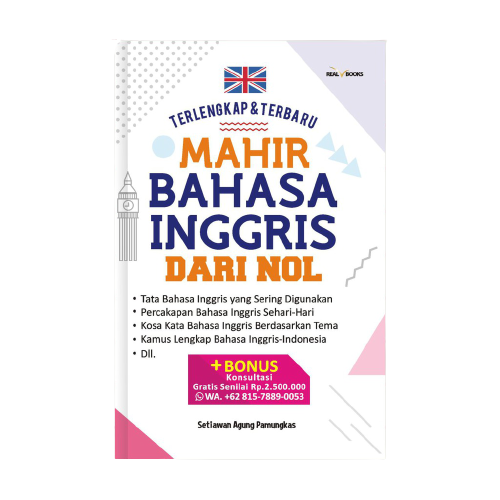 REAL BOOKS
TERLENGKAP & TERBARU
MAHIR
BAHASA
INGGRIS
DARI NOL
• Tata Bahasa Inggris yang Sering Digunakan
• Percakapan Bahasa Inggris Sehari-Hari
• Kosa Kata Bahasa Inggris Berdasarkan Tema
• Kamus Lengkap Bahasa Inggris-Indonesia
• Dll.
+BONUS
Konsultasi
Gratis Senilai Rp.2.500.000
WA. +62 815-7889-0053
Setiawan Agung Pamungkas